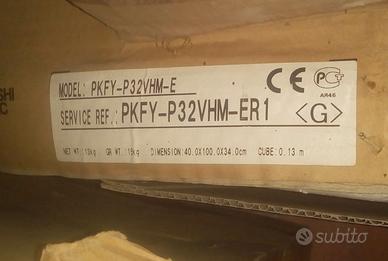 SHI
C
MODEL: PKFY-P32VHM-E
SERVICE REF.: PKFY-P32VHM-ER1
<G>
CE
PC
AR46
NET WT: 13kg GR WT: 15kg DIMENSION: 40.0X100.0X34.0cm CUBE: 0.13 m
subito